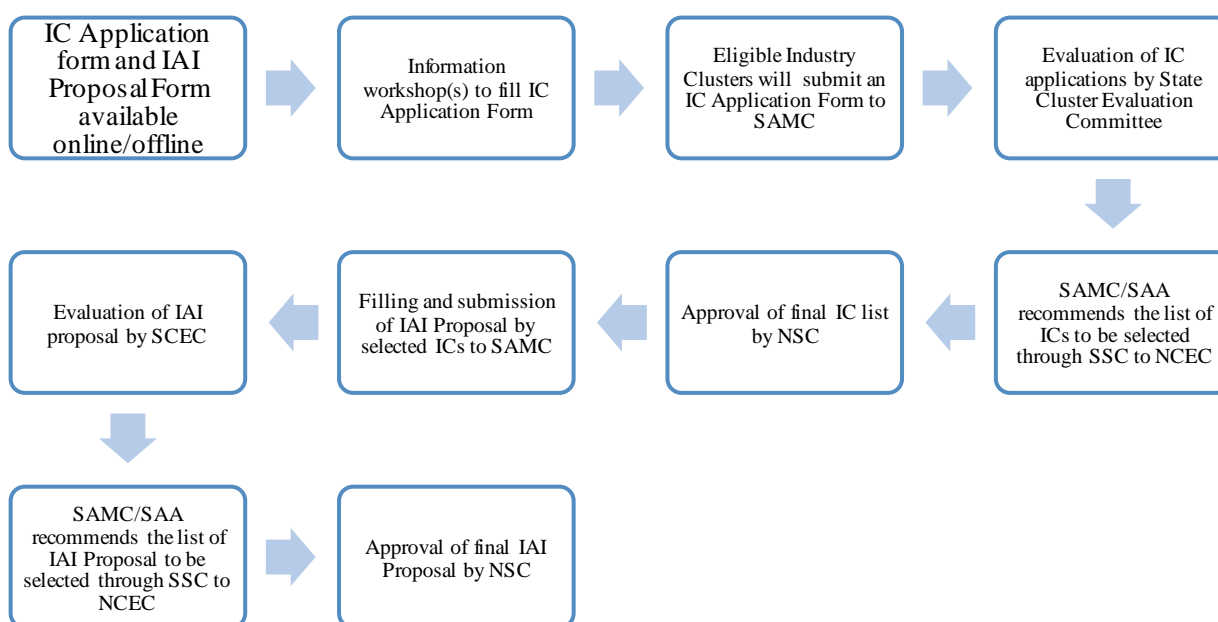 IC Application
form and IAI
Proposal Form
available
online/offline
Information
workshop(s) to fill IC
Application Form
Eligible Industry
Clusters will submit an
IC Application Form to
SAMC
Evaluation of IC
applications by State
Cluster Evaluation
Committee
SAMC/SAA
recommends the list of
ICs to be selected
through SSC to NCEC
Approval of final IC list
by NSC
Filling and submission
of IAI Proposal by
selected ICs to SAMC
Evaluation of IAI
proposal by SCEC
SAMC/SAA
recommends the list of
IAI Proposal to be
selected through SSC to
NCEC
Approval of final IAI
Proposal by NSC